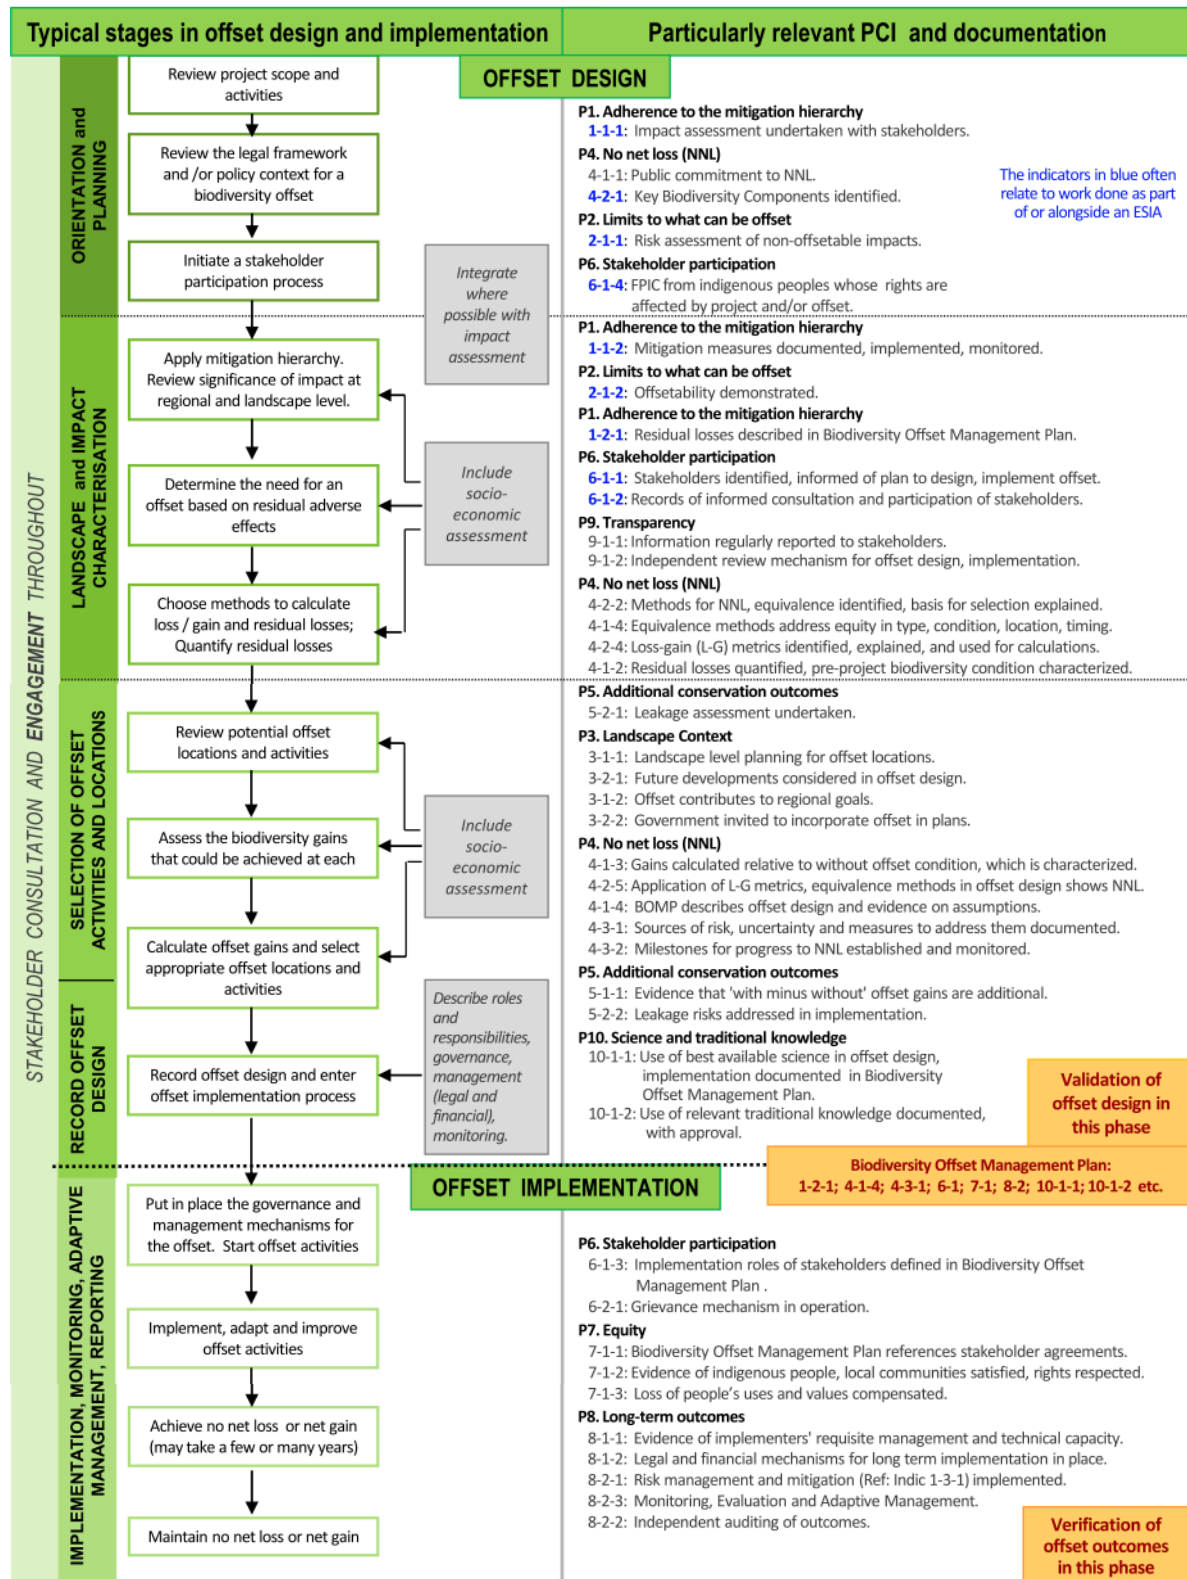 Typical stages in offset design and implementation
Particularly relevant PCI and documentation
OFFSET DESIGN
STAKEHOLDER CONSULTATION AND ENGAGEMENT THROUGHOUT
ORIENTATION and
PLANNING
Review project scope and
activities
Review the legal framework
and /or policy context for a
biodiversity offset
Initiate a stakeholder
participation process
Integrate
where
possible with
impact
assessment
P1. Adherence to the mitigation hierarchy
1-1-1: Impact assessment undertaken with stakeholders.
P4. No net loss (NNL)
4-1-1: Public commitment to NNL.
4-2-1: Key Biodiversity Components identified.
P2. Limits to what can be offset
2-1-1: Risk assessment of non-offsetable impacts.
P6. Stakeholder participation
6-1-4: FPIC from indigenous peoples whose rights are
affected by project and/or offset.
The indicators in blue often
relate to work done as part
of or alongside an ESIA
LANDSCAPE and IMPACT
CHARACTERISATION
Apply mitigation hierarchy.
Review significance of impact at
regional and landscape level.
Determine the need for an
offset based on residual adverse
effects
Choose methods to calculate
loss / gain and residual losses;
Quantify residual losses
Include
socio-
economic
assessment
P1. Adherence to the mitigation hierarchy
1-1-2: Mitigation measures documented, implemented, monitored.
P2. Limits to what can be offset
2-1-2: Offsetability demonstrated.
P1. Adherence to the mitigation hierarchy
1-2-1: Residual losses described in Biodiversity Offset Management Plan.
P6. Stakeholder participation
6-1-1: Stakeholders identified, informed of plan to design, implement offset.
6-1-2: Records of informed consultation and participation of stakeholders.
P9. Transparency
9-1-1: Information regularly reported to stakeholders.
9-1-2: Independent review mechanism for offset design, implementation.
P4. No net loss (NNL)
4-2-2: Methods for NNL, equivalence identified, basis for selection explained.
4-1-4: Equivalence methods address equity in type, condition, location, timing.
4-2-4: Loss-gain (L-G) metrics identified, explained, and used for calculations.
4-1-2: Residual losses quantified, pre-project biodiversity condition characterized.
SELECTION OF OFFSET
ACTIVITIES AND LOCATIONS
Review potential offset
locations and activities
Assess the biodiversity gains
that could be achieved at each
Calculate offset gains and select
appropriate offset locations and
activities
Include
socio-
economic
assessment
P5. Additional conservation outcomes
5-2-1: Leakage assessment undertaken.
P3. Landscape Context
3-1-1: Landscape level planning for offset locations.
3-2-1: Future developments considered in offset design.
3-1-2: Offset contributes to regional goals.
3-2-2: Government invited to incorporate offset in plans.
P4. No net loss (NNL)
4-1-3: Gains calculated relative to without offset condition, which is characterized.
4-2-5: Application of L-G metrics, equivalence methods in offset design shows NNL.
4-1-4: BOMP describes offset design and evidence on assumptions.
4-3-1: Sources of risk, uncertainty and measures to address them documented.
4-3-2: Milestones for progress to NNL established and monitored.
P5. Additional conservation outcomes
5-1-1: Evidence that 'with minus without' offset gains are additional.
5-2-2: Leakage risks addressed in implementation.
RECORD OFFSET
DESIGN
Record offset design and enter
offset implementation process
Describe roles
and
responsibilities,
governance,
management
(legal and
financial),
monitoring.
P10. Science and traditional knowledge
10-1-1: Use of best available science in offset design,
implementation documented in Biodiversity
Offset Management Plan.
10-1-2: Use of relevant traditional knowledge documented,
with approval.
Validation of
offset design in
this phase
Biodiversity Offset Management Plan:
1-2-1; 4-1-4; 4-3-1; 6-1; 7-1; 8-2; 10-1-1; 10-1-2 etc.
OFFSET IMPLEMENTATION
IMPLEMENTATION, MONITORING, ADAPTIVE
MANAGEMENT, REPORTING
Put in place the governance and
management mechanisms for
the offset. Start offset activities
Implement, adapt and improve
offset activities
Achieve no net loss or net gain
(may take a few or many years)
Maintain no net loss or net gain
P6. Stakeholder participation
6-1-3: Implementation roles of stakeholders defined in Biodiversity Offset
Management Plan .
6-2-1: Grievance mechanism in operation.
P7. Equity
7-1-1: Biodiversity Offset Management Plan references stakeholder agreements.
7-1-2: Evidence of indigenous people, local communities satisfied, rights respected.
7-1-3: Loss of people's uses and values compensated.
P8. Long-term outcomes
8-1-1: Evidence of implementers' requisite management and technical capacity.
8-1-2: Legal and financial mechanisms for long term implementation in place.
8-2-1: Risk management and mitigation (Ref: Indic 1-3-1) implemented.
8-2-3: Monitoring, Evaluation and Adaptive Management.
8-2-2: Independent auditing of outcomes.
Verification of
offset outcomes
in this phase